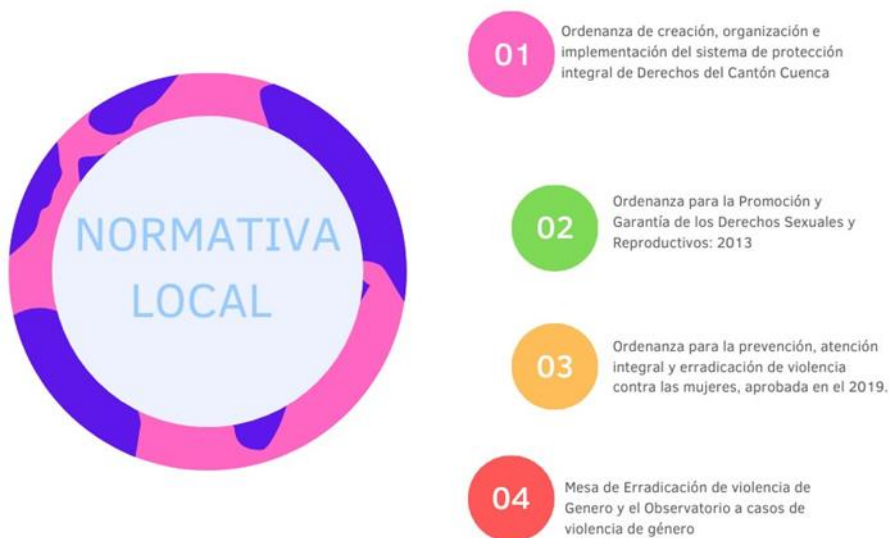 NORMATIVA
LOCAL
01
Ordenanza de creación, organización e
implementación del sistema de protección
integral de Derechos del Cantón Cuenca
02
Ordenanza para la Promoción y
Garantía de los Derechos Sexuales y
Reproductivos: 2013
03
Ordenanza para la prevención, atención
integral y erradicación de violencia
contra las mujeres, aprobada en el 2019.
04
Mesa de Erradicación de violencia de
Genero y el Observatorio a casos de
violencia de género